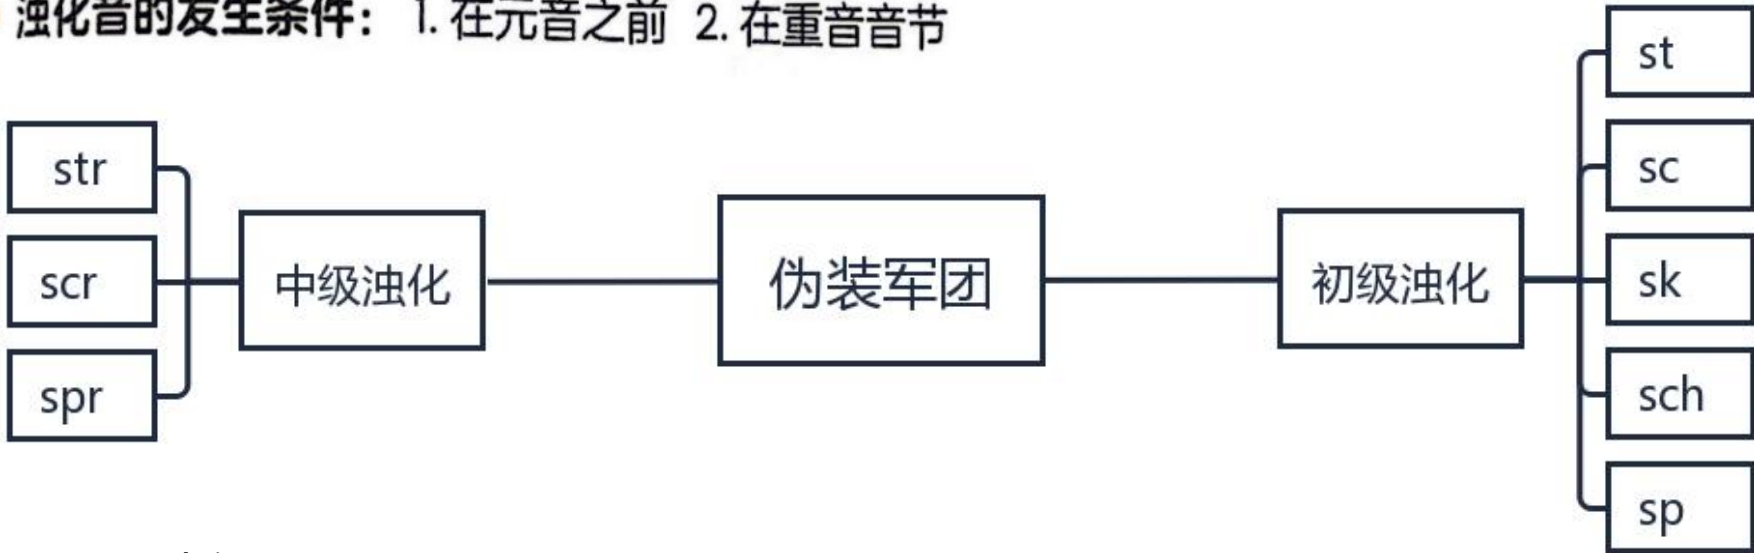 浊化音的发生条件： 1. 在元音之前 2. 在重音音节
str
scr
spr
中级浊化
伪装军团
初级浊化
st
sc
sk
sch
sp